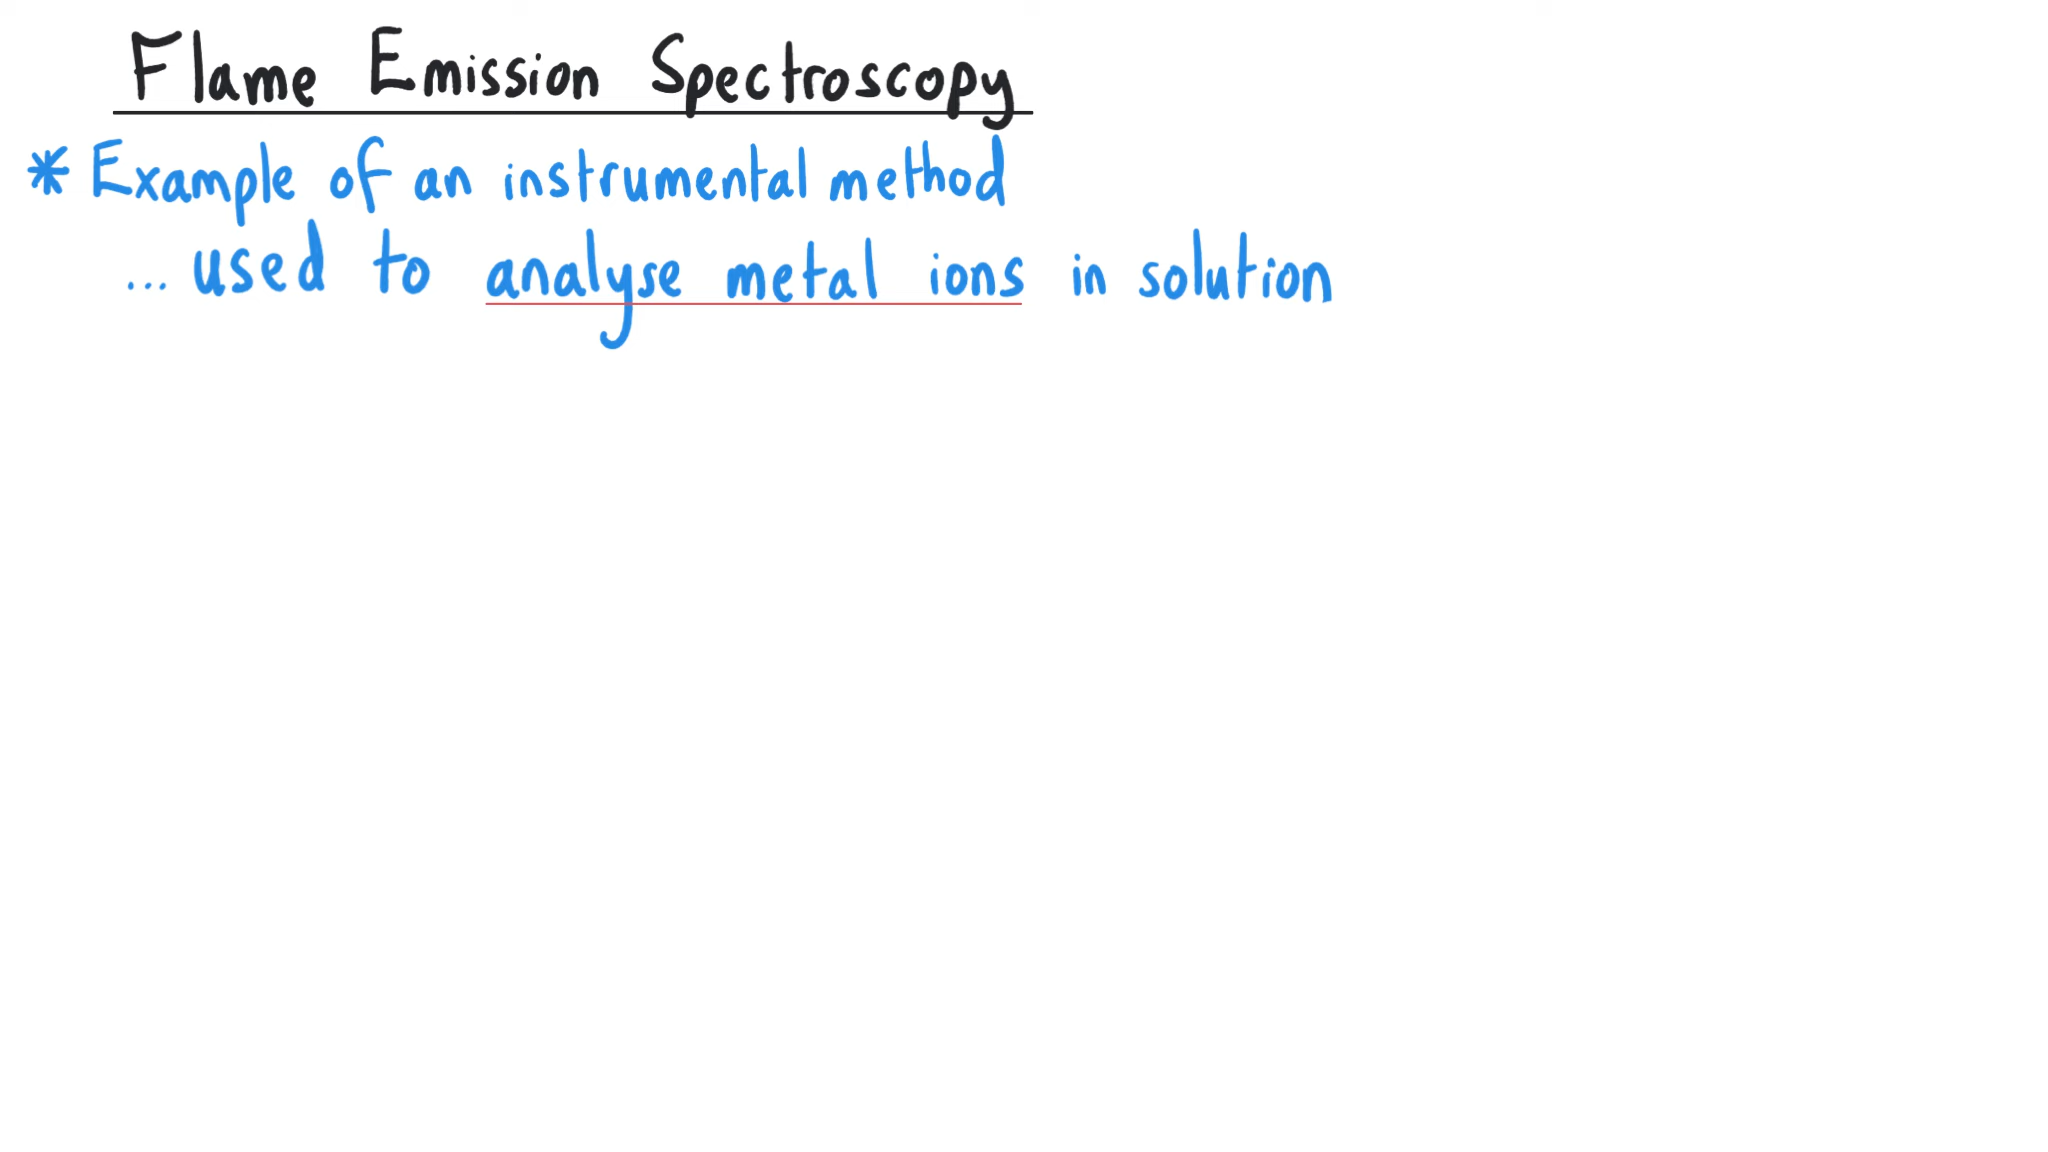 Flame Emission Spectroscopy
* Example of an instrumental method
... used to analyse metal ions in solution